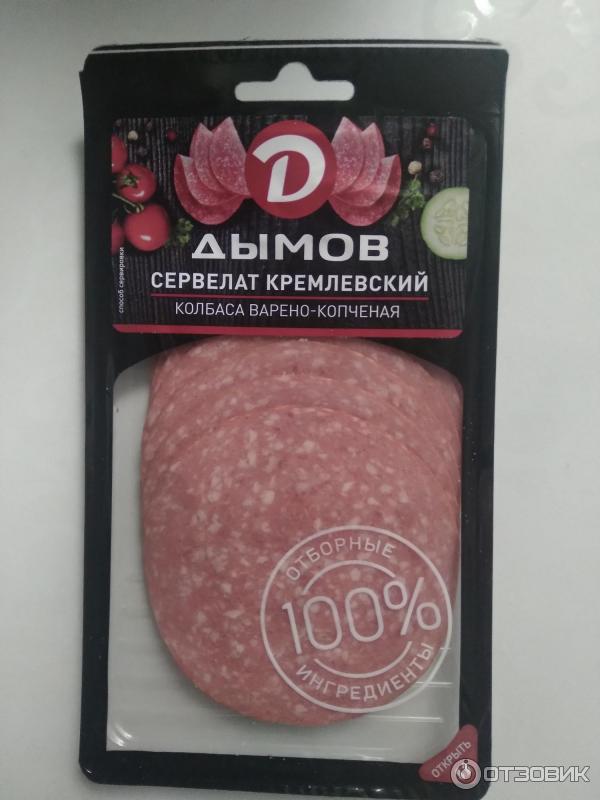 Д
ДЫМОВ
СЕРВЕЛАТ КРЕМЛЕВСКИЙ
КОЛБАСА ВАРЕНО-КОПЧЕНАЯ
способ сервировки
ОТБОРНЫЕ
100%
ИНГРЕДИЕНТЫ
ОТКРЫТЬ
ОТЗОВИК